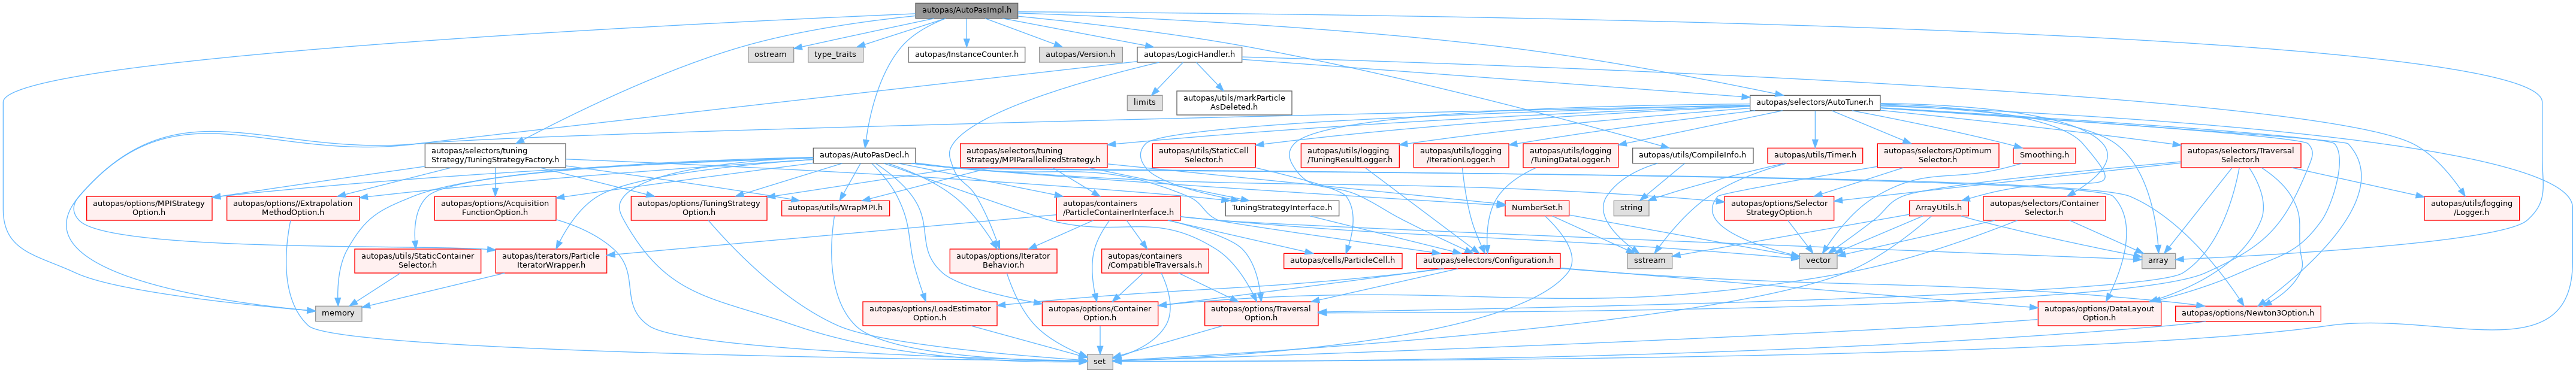 autopas/AutoPasImpl.h
ostream
type_traits
autopas/InstanceCounter.h
autopas/Version.h
autopas/LogicHandler.h
limits
autopas/utils/markParticle
AsDeleted.h
autopas/selectors/AutoTuner.h
autopas/selectors/tuning
Strategy/TuningStrategyFactory.h
autopas/AutoPasDecl.h
autopas/selectors/tuning
Strategy/MPIParallelizedStrategy.h
autopas/utils/StaticCell
Selector.h
autopas/utils/logging
/TuningResultLogger.h
autopas/utils/logging
/IterationLogger.h
autopas/utils/logging
/TuningDataLogger.h
autopas/utils/CompileInfo.h
autopas/utils/Timer.h
autopas/selectors/Optimum
Selector.h
Smoothing.h
autopas/selectors/Traversal
Selector.h
autopas/options/MPIStrategy
Option.h
autopas/options//Extrapolation
MethodOption.h
autopas/options/Acquisition
FunctionOption.h
autopas/options/TuningStrategy
Option.h
autopas/utils/WrapMPI.h
autopas/containers
/ParticleContainerInterface.h
TuningStrategyInterface.h
NumberSet.h
string
autopas/options/Selector
StrategyOption.h
ArrayUtils.h
autopas/selectors/Container
Selector.h
autopas/utils/logging
/Logger.h
autopas/utils/StaticContainer
Selector.h
autopas/iterators/Particle
IteratorWrapper.h
autopas/options/Iterator
Behavior.h
autopas/containers
/CompatibleTraversals.h
autopas/cells/ParticleCell.h
autopas/selectors/Configuration.h
sstream
vector
array
memory
autopas/options/LoadEstimator
Option.h
autopas/options/Container
Option.h
autopas/options/Traversal
Option.h
autopas/options/DataLayout
Option.h
autopas/options/Newton3Option.h
set